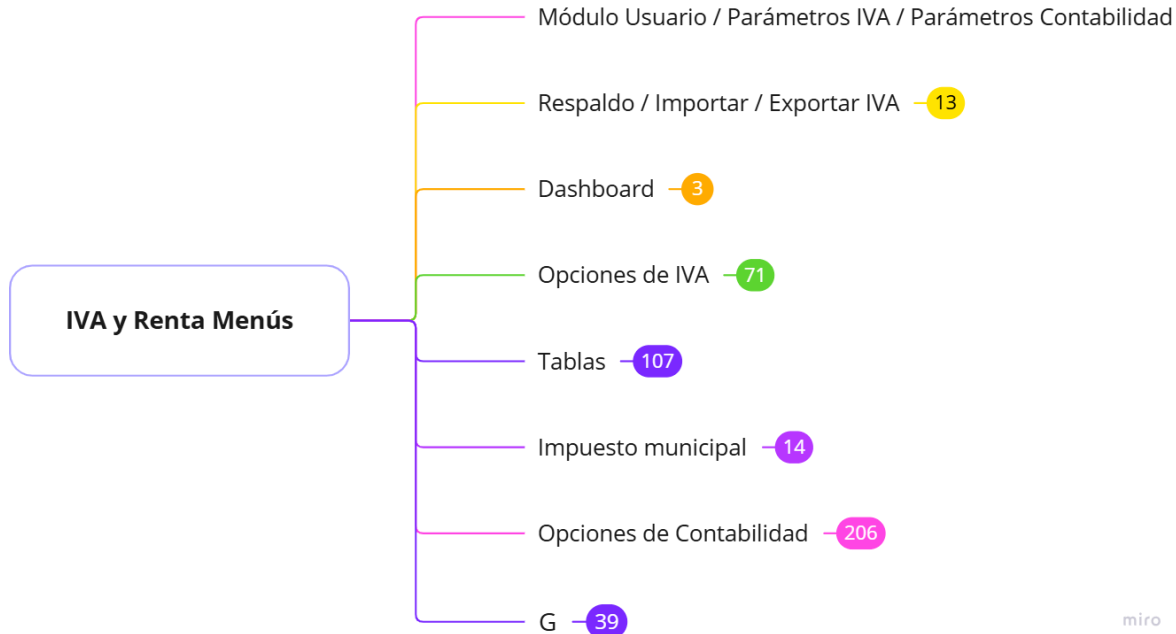 Módulo Usuario / Parámetros IVA / Parámetros Contabilidad
Respaldo / Importar / Exportar IVA 13
Dashboard 3
Opciones de IVA 71
IVA y Renta Menús
Tablas 107
Impuesto municipal 14
Opciones de Contabilidad 206
G 39
miro